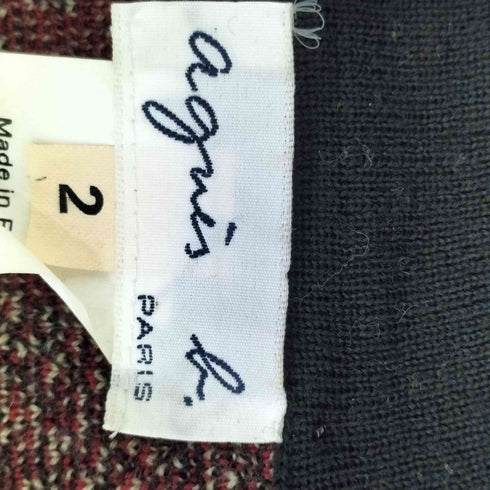 agnès b.
PARIS
2
Made in